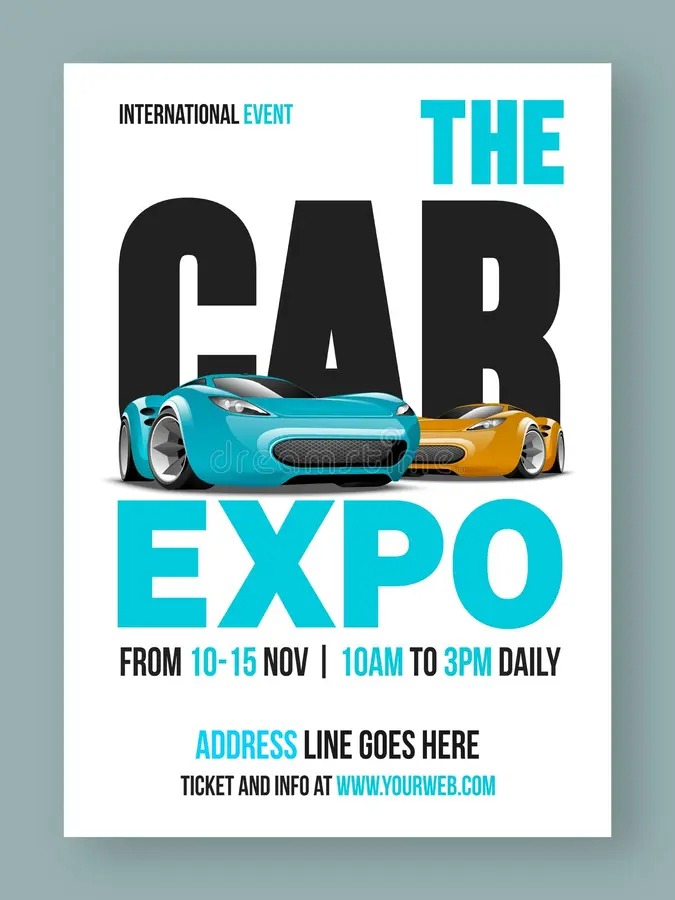 INTERNATIONAL EVENT
THE
CAR
EXPO
dreamstime
FROM 10-15 NOV | 10AM TO 3PM DAILY
ADDRESS LINE GOES HERE
TICKET AND INFO AT WWW.YOURWEB.COM